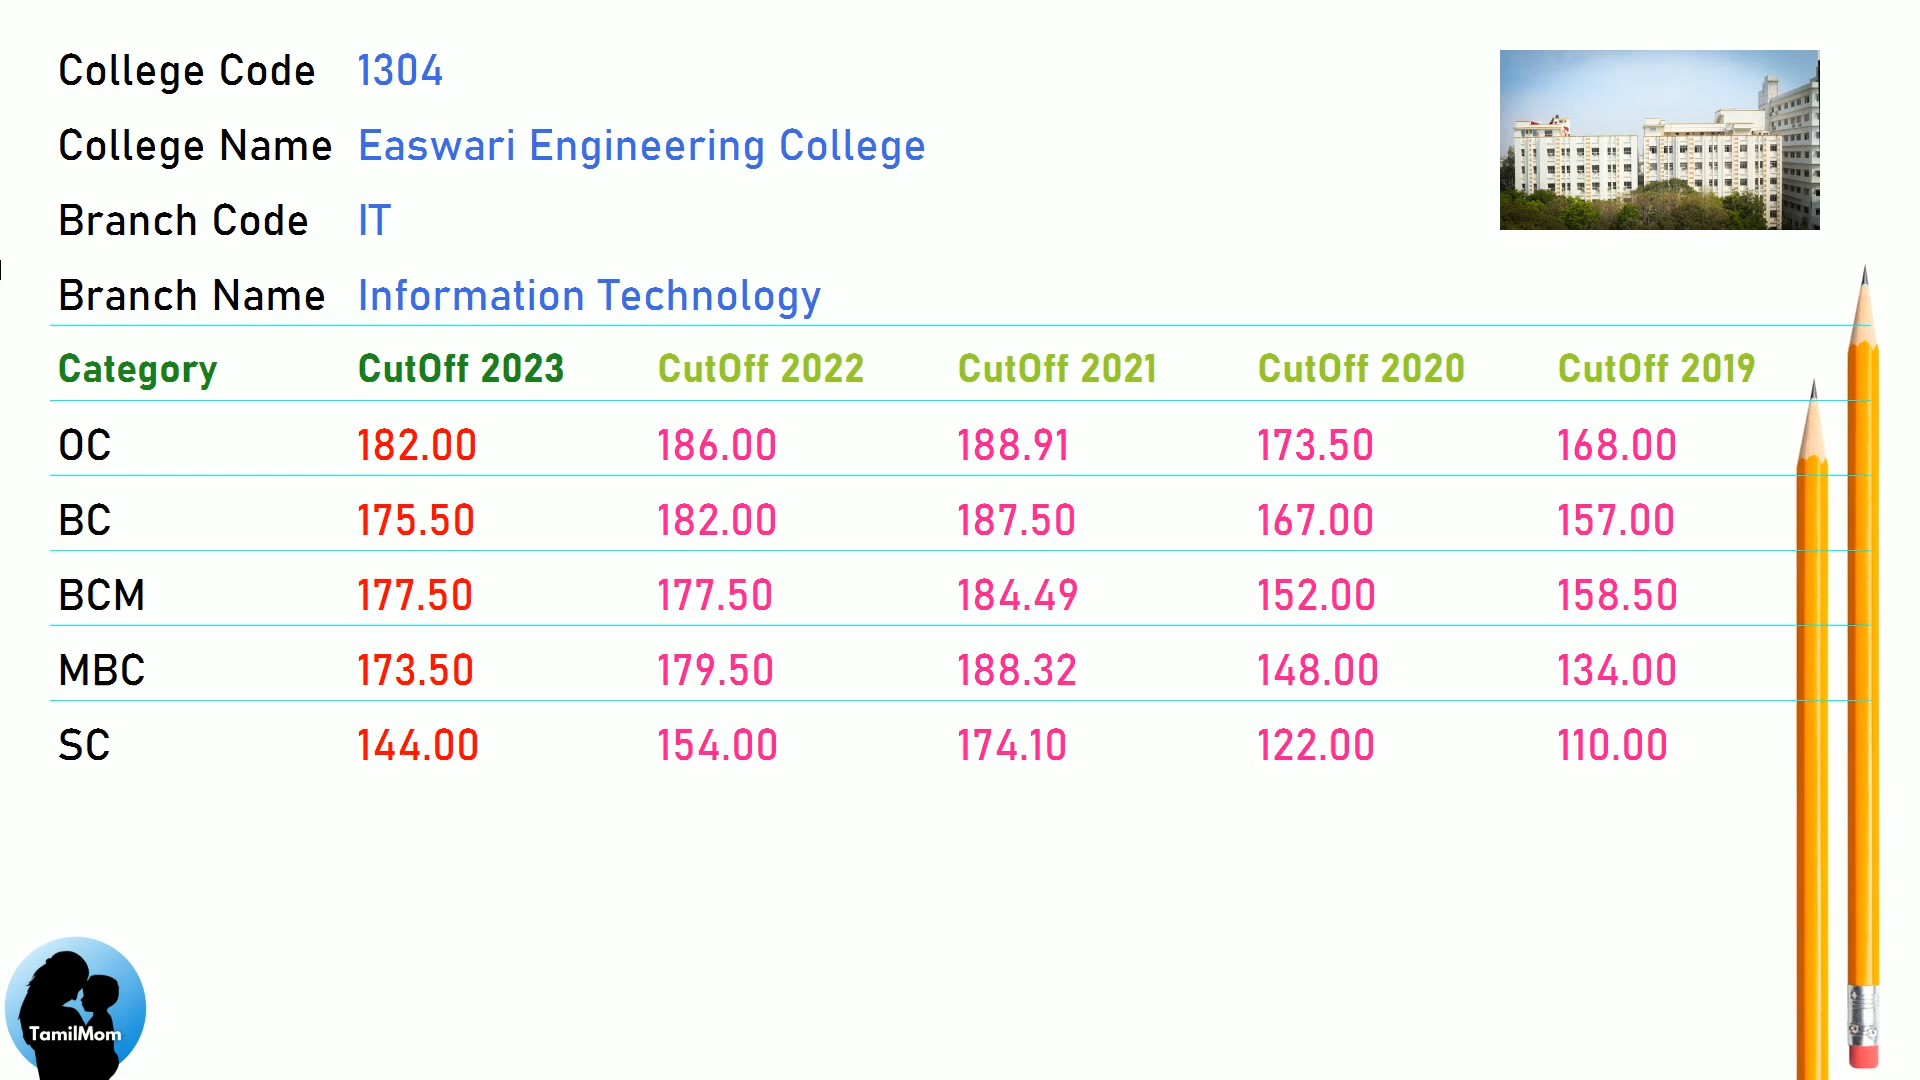 College Code 1304
College Name Easwari Engineering College
Branch Code IT
Branch Name Information Technology
Category CutOff 2023 CutOff 2022 CutOff 2021 CutOff 2020 CutOff 2019
OC 182.00 186.00 188.91 173.50 168.00
BC 175.50 182.00 187.50 167.00 157.00
BCM 177.50 177.50 184.49 152.00 158.50
MBC 173.50 179.50 188.32 148.00 134.00
SC 144.00 154.00 174.10 122.00 110.00
TamilMom